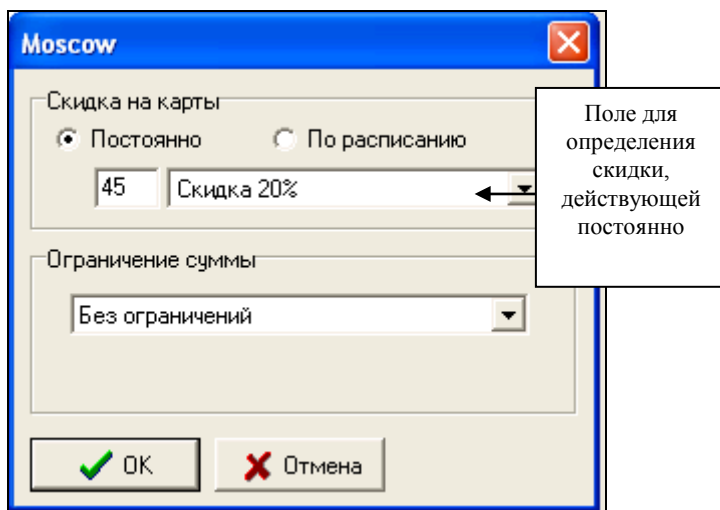 Moscow
Скидка на карты
Постоянно
По расписанию
45
Скидка 20%
Поле для
определения
скидки,
действующей
постоянно
Ограничение суммы
Без ограничений
OK
Отмена